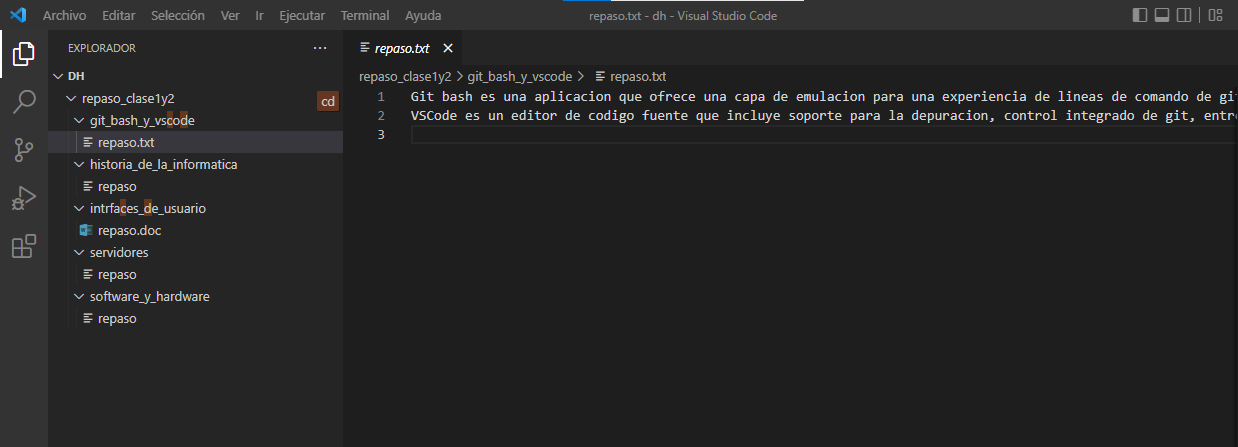 Archivo Editar Selección Ver Ir Ejecutar Terminal Ayuda
repaso.txt - dh - Visual Studio Code
EXPLORADOR
DH
repaso_clase1y2
cd
git_bash_y_vscode
repaso.txt
historia_de_la_informatica
repaso
intrfaces_de_usuario
repaso.doc
servidores
repaso
software_y_hardware
repaso
repaso.txt
repaso_clase1y2 > git_bash_y_vscode > repaso.txt
1 Git bash es una aplicacion que ofrece una capa de emulacion para una experiencia de lineas de comando de gi
2 VSCode es un editor de codigo fuente que incluye soporte para la depuracion, control integrado de git, entr
3